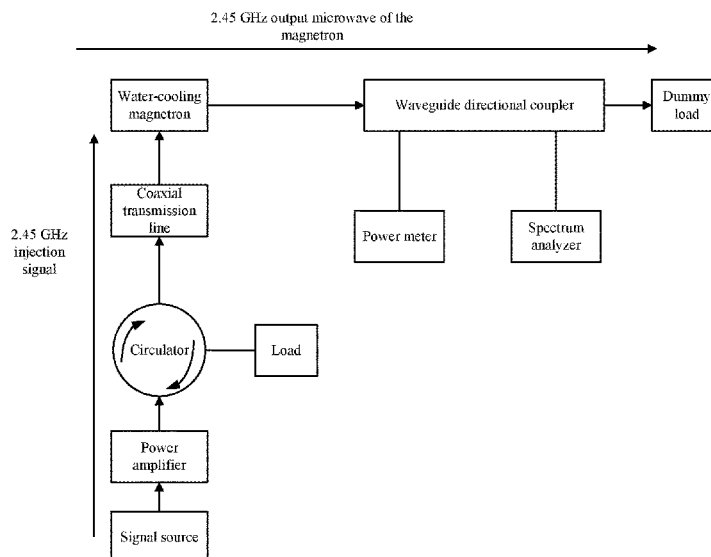 2.45 GHz output microwave of the
magnetron
Water-cooling
magnetron
Waveguide directional coupler
Dummy
load
Coaxial
transmission
line
2.45 GHz
injection
signal
Power meter
Spectrum
analyzer
Circulator
Load
Power
amplifier
Signal source